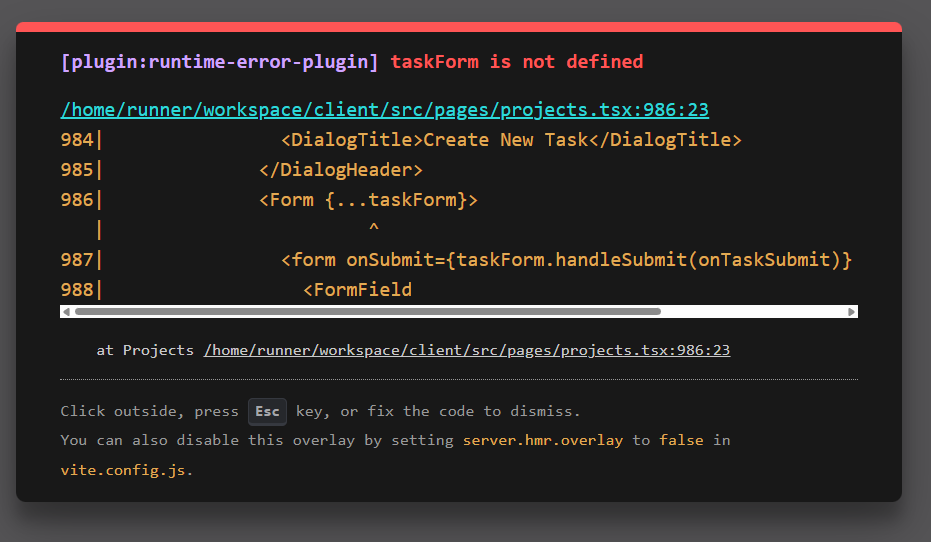 [plugin:runtime-error-plugin] taskForm is not defined
/home/runner/workspace/client/src/pages/projects.tsx:986:23
984|                <DialogTitle>Create New Task</DialogTitle>
985|              </DialogHeader>
986|              <Form {...taskForm}>
   |                        ^
987|                <form onSubmit={taskForm.handleSubmit(onTaskSubmit)}
988|                  <FormField
at Projects /home/runner/workspace/client/src/pages/projects.tsx:986:23
Click outside, press Esc key, or fix the code to dismiss.
You can also disable this overlay by setting server.hmr.overlay to false in
vite.config.js.